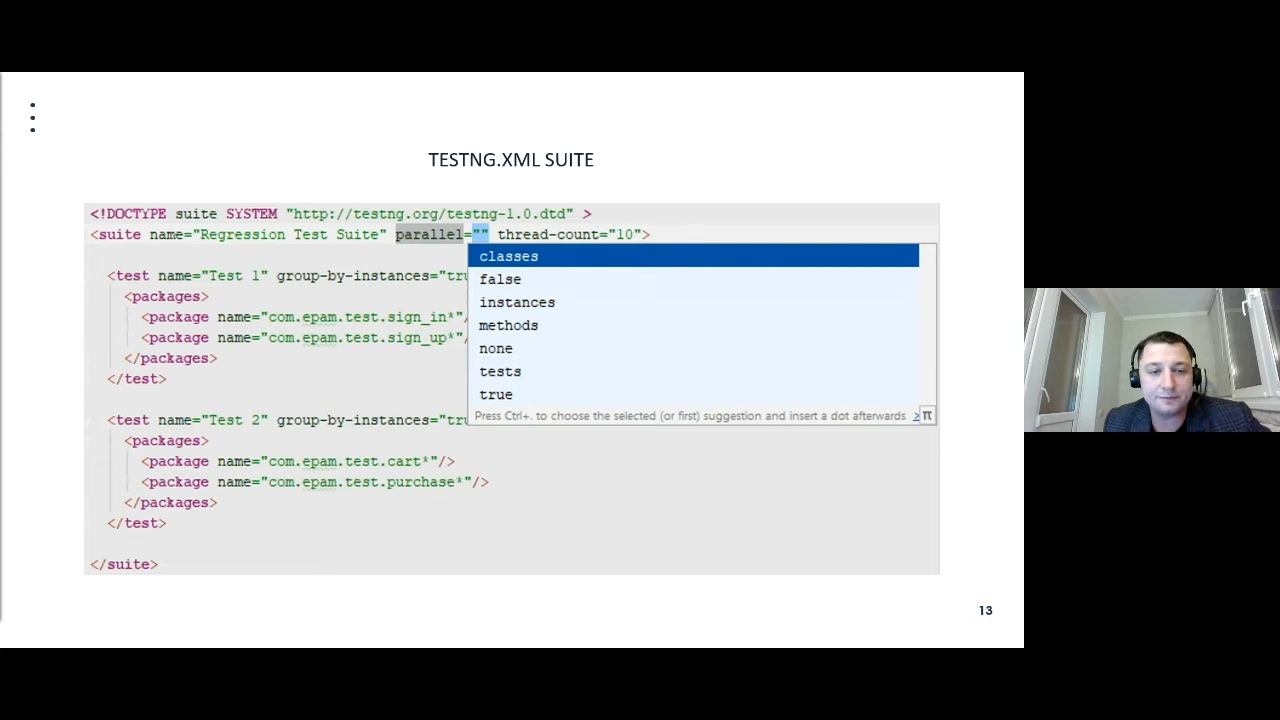 TESTNG.XML SUITE
<!DOCTYPE suite SYSTEM "http://testng.org/testng-1.0.dtd" >
<suite name="Regression Test Suite" parallel="" thread-count="10">
classes
<test name="Test 1" group-by-instances="tru
false
<packages>
instances
<package name="com.epam.test.sign_in*"/
methods
<package name="com.epam.test.sign_up*"/
none
</packages>
tests
</test>
true
Press Ctrl+. to choose the selected (or first) suggestion and insert a dot afterwards >> π
<test name="Test 2" group-by-instances="tru
<packages>
<package name="com.epam.test.cart*"/>
<package name="com.epam.test.purchase*"/>
</packages>
</test>
</suite>
13